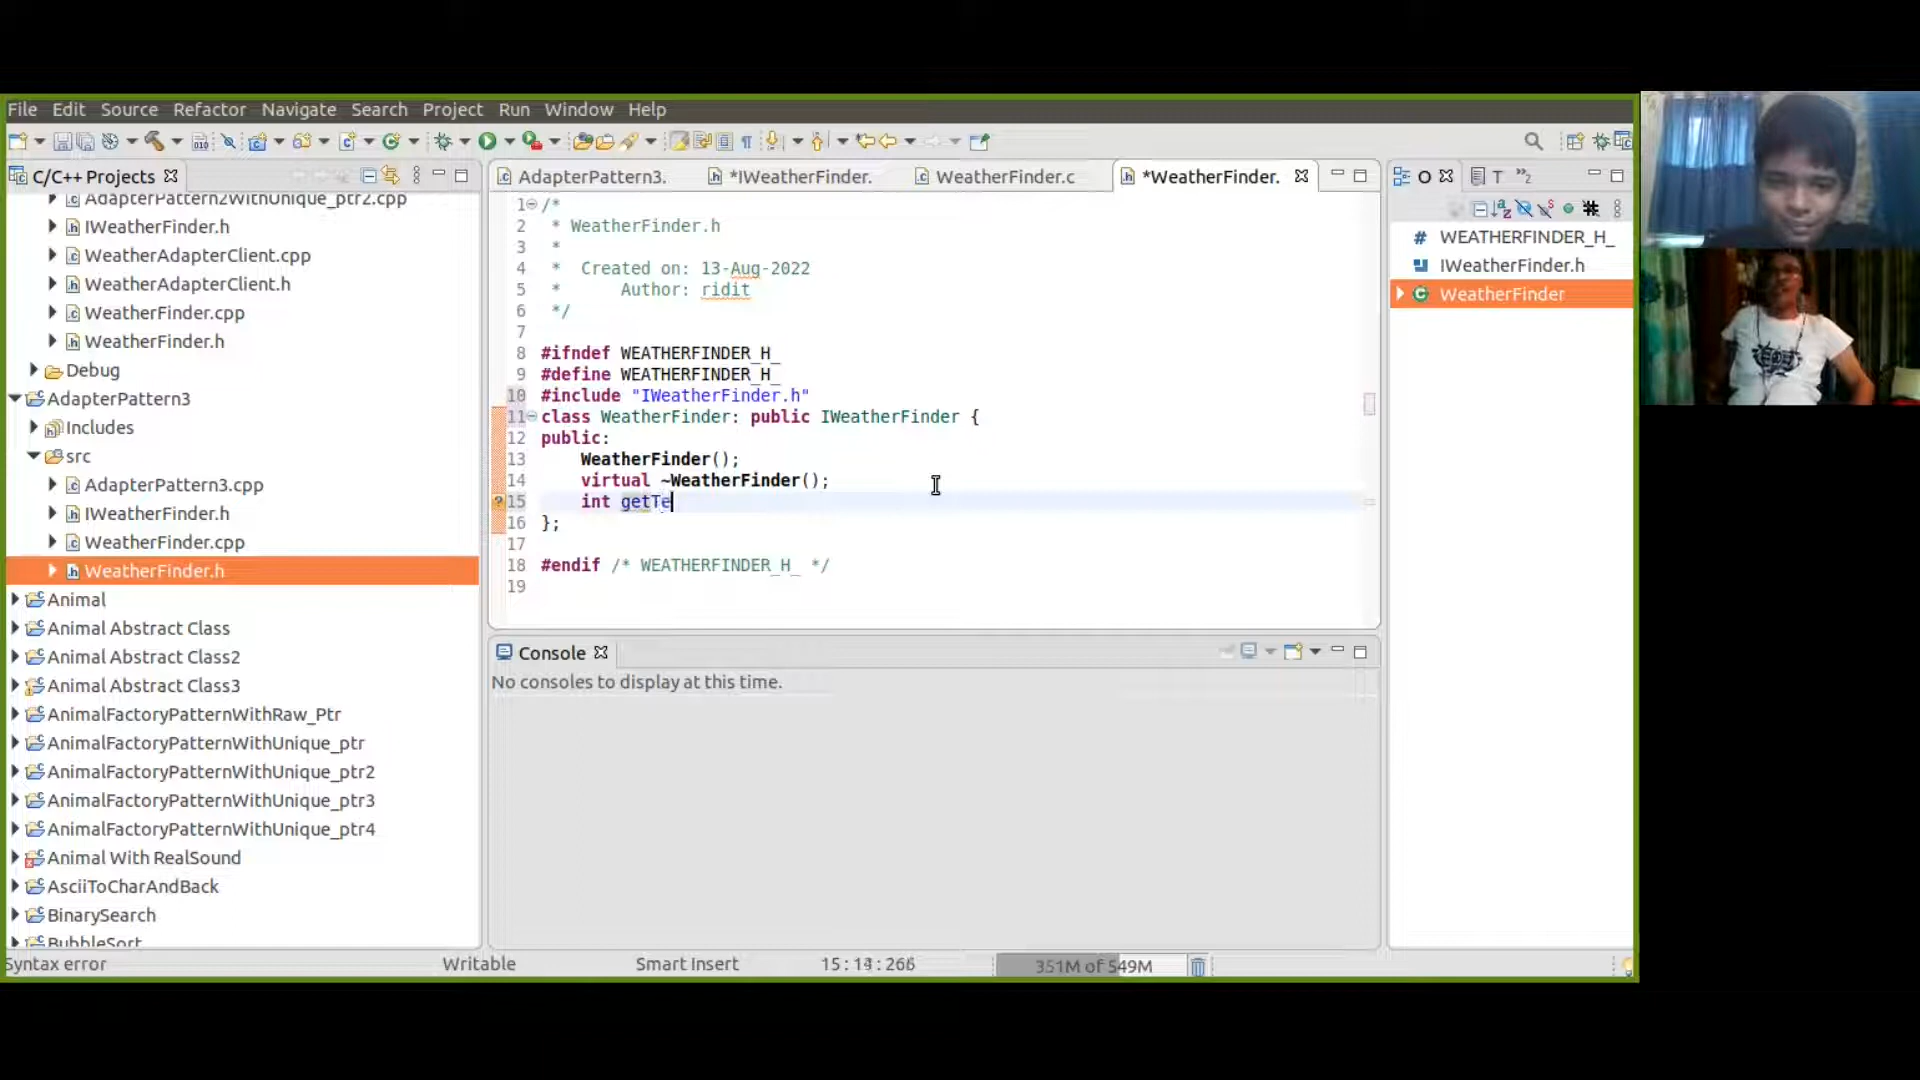 File Edit Source Refactor Navigate Search Project Run Window Help
C/C++ Projects
AdapterPattern2WithUnique_ptr2.cpp
IWeatherFinder.h
WeatherAdapterClient.cpp
WeatherAdapterClient.h
WeatherFinder.cpp
WeatherFinder.h
Debug
AdapterPattern3
Includes
src
AdapterPattern3.cpp
IWeatherFinder.h
WeatherFinder.cpp
WeatherFinder.h
Animal
Animal Abstract Class
Animal Abstract Class2
Animal Abstract Class3
AnimalFactoryPatternWithRaw_Ptr
AnimalFactoryPatternWithUnique_ptr
AnimalFactoryPatternWithUnique_ptr2
AnimalFactoryPatternWithUnique_ptr3
AnimalFactoryPatternWithUnique_ptr4
Animal With RealSound
AsciiToCharAndBack
BinarySearch
BubbleSort
AdapterPattern3. *IWeatherFinder. WeatherFinder.c *WeatherFinder.
1 /*
2 * WeatherFinder.h
3 *
4 * Created on: 13-Aug-2022
5 * Author: ridit
6 */
7
8 #ifndef WEATHERFINDER_H_
9 #define WEATHERFINDER_H_
10 #include "IWeatherFinder.h"
11 class WeatherFinder: public IWeatherFinder {
12 public:
13 WeatherFinder();
14 virtual ~WeatherFinder();
15 int getTe
16 };
17
18 #endif /* WEATHERFINDER_H_ */
19
Console
No consoles to display at this time.
O T »2
WEATHERFINDER_H_
IWeatherFinder.h
WeatherFinder
Syntax error Writable Smart Insert 351M of 549M